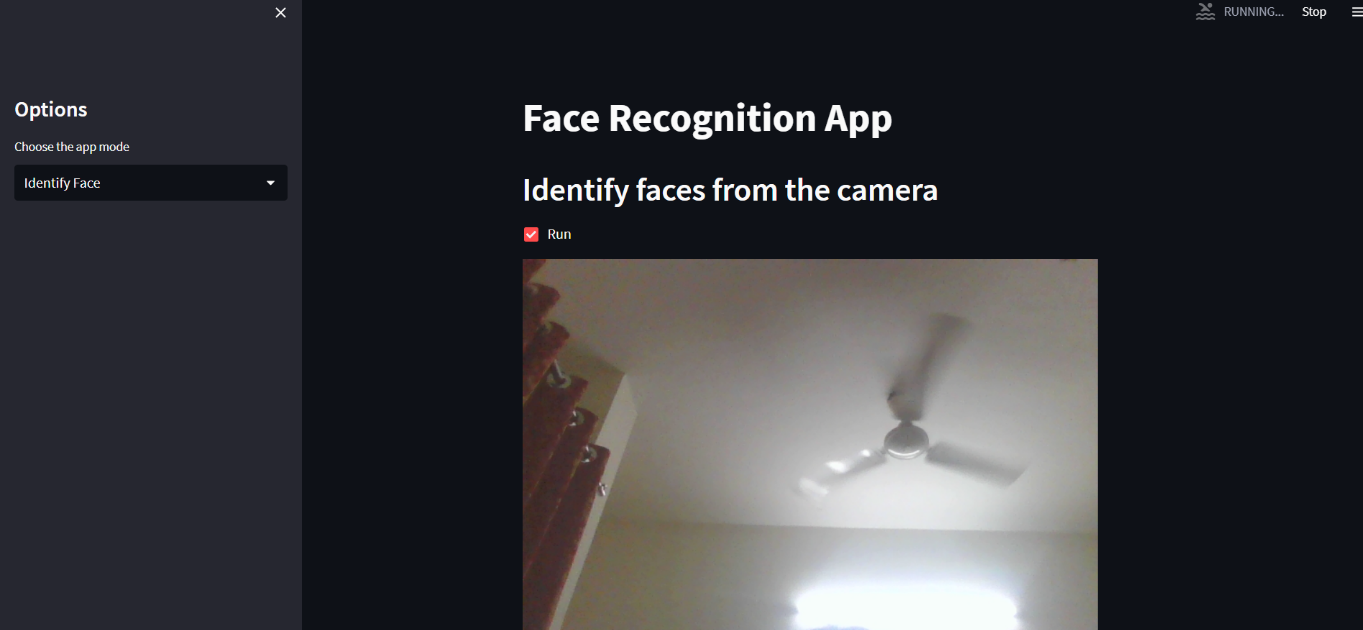 RUNNING...
Stop
Options
Choose the app mode
Identify Face
Face Recognition App
Identify faces from the camera
Run